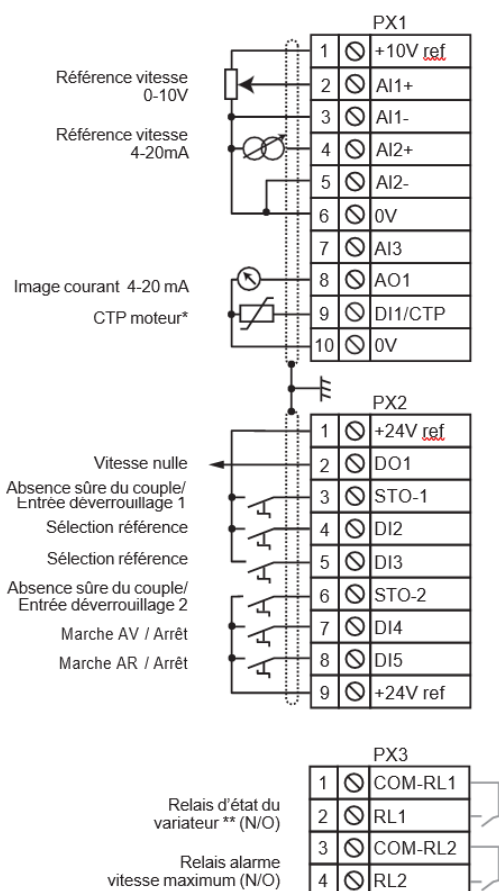 PX1
1 +10V ref
Référence vitesse
0-10V
2 AI1+
3 AI1-
Référence vitesse
4-20mA
4 AI2+
5 AI2-
6 0V
7 AI3
Image courant 4-20 mA
8 AO1
CTP moteur*
9 DI1/CTP
10 0V
PX2
1 +24V ref
Vitesse nulle
2 DO1
Absence sûre du couple/
Entrée déverrouillage 1
3 STO-1
Sélection référence
4 DI2
Sélection référence
5 DI3
Absence sûre du couple/
Entrée déverrouillage 2
6 STO-2
Marche AV / Arrêt
7 DI4
Marche AR / Arrêt
8 DI5
9 +24V ref
PX3
1 COM-RL1
Relais d'état du
variateur ** (N/O)
2 RL1
3 COM-RL2
Relais alarme
vitesse maximum (N/O)
4 RL2